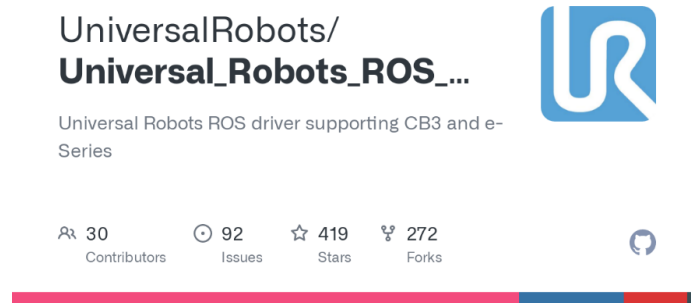 UniversalRobots/
Universal_Robots_ROS_...
Universal Robots ROS driver supporting CB3 and e-
Series
30 92 419 272
Contributors Issues Stars Forks